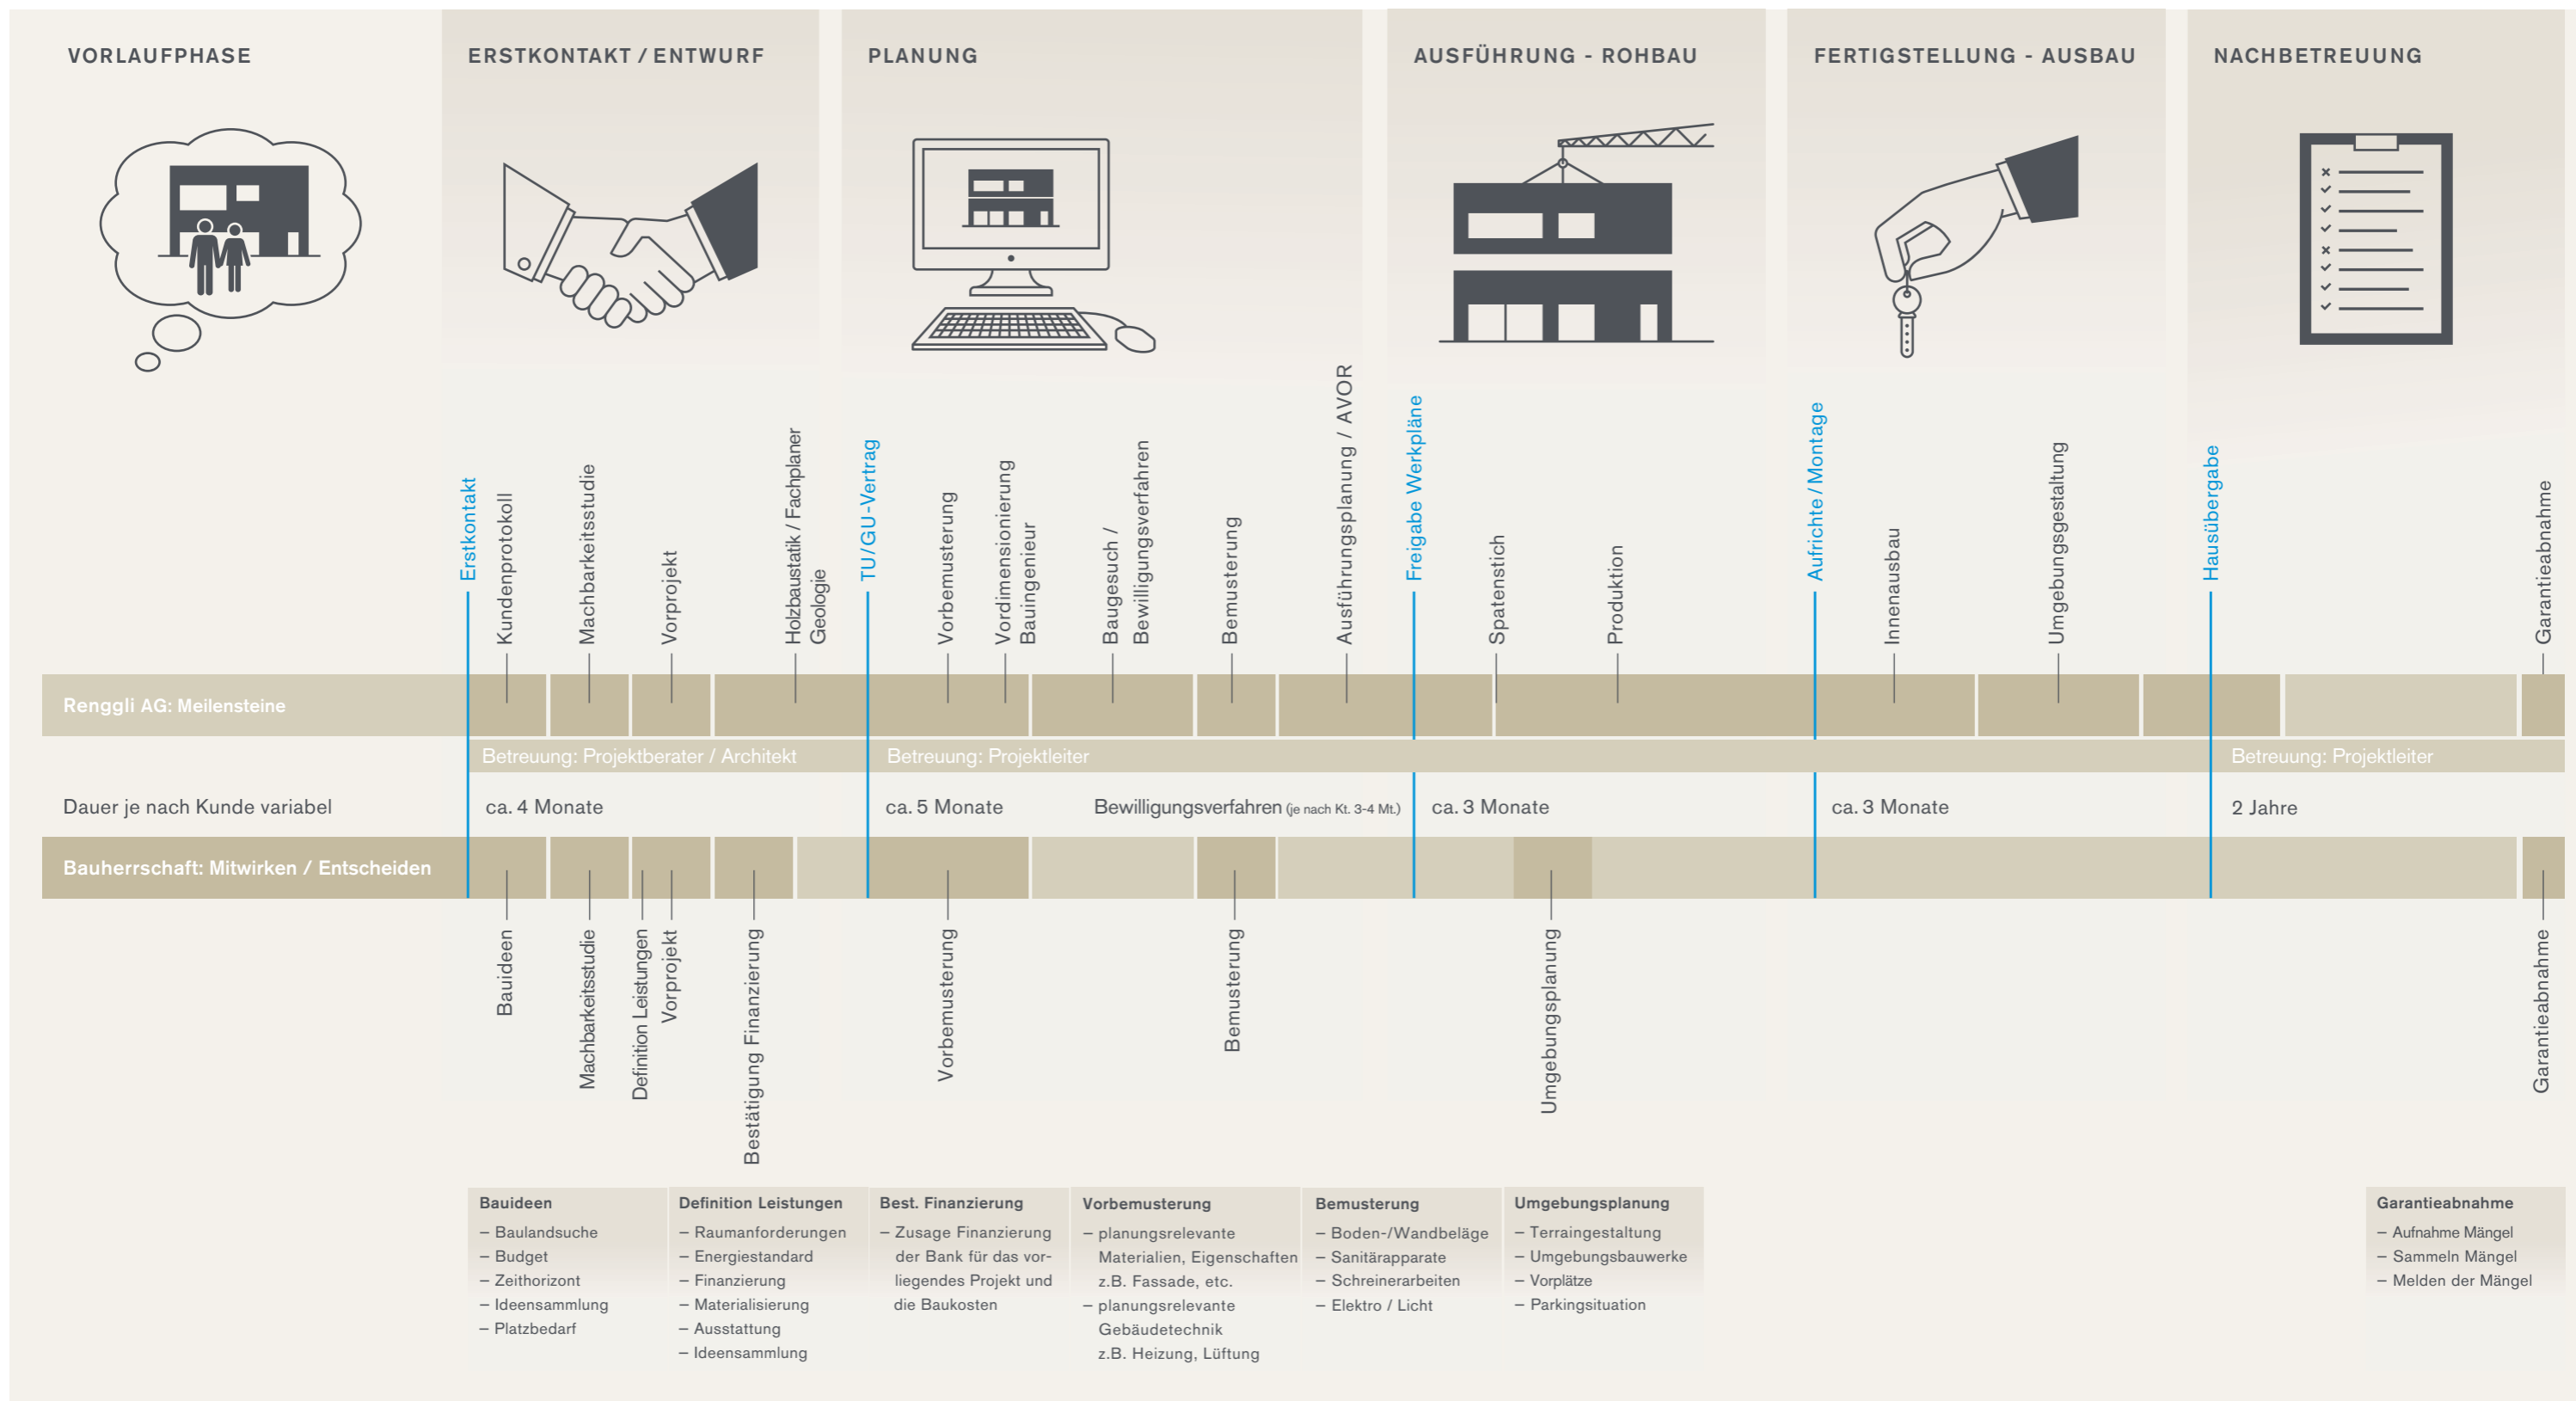 VORLAUFPHASE
ERSTKONTAKT / ENTWURF
PLANUNG
AUSFÜHRUNG - ROHBAU
FERTIGSTELLUNG - AUSBAU
NACHBETREUUNG
Erstkontakt
Kundenprotokoll
Machbarkeitsstudie
Vorprojekt
Holzbaustatik / Fachplaner
Geologie
TU/GU-Vertrag
Vorbemusterung
Vordimensionierung
Bauingenieur
Baugesuch /
Bewilligungsverfahren
Bemusterung
Ausführungsplanung / AVOR
Freigabe Werkpläne
Spatenstich
Produktion
Aufrichte / Montage
Innenausbau
Umgebungsgestaltung
Hausübergabe
Garantieabnahme
Renggli AG: Meilensteine
Betreuung: Projektberater / Architekt
Betreuung: Projektleiter
Betreuung: Projektleiter
Dauer je nach Kunde variabel
ca. 4 Monate
ca. 5 Monate
Bewilligungsverfahren (je nach Kt. 3-4 Mt.)
ca. 3 Monate
ca. 3 Monate
2 Jahre
Bauherrschaft: Mitwirken / Entscheiden
Bauideen
Machbarkeitsstudie
Definition Leistungen
Vorprojekt
Bestätigung Finanzierung
Vorbemusterung
Bemusterung
Umgebungsplanung
Garantieabnahme
Bauideen
– Baulandsuche
– Budget
– Zeithorizont
– Ideensammlung
– Platzbedarf
Definition Leistungen
– Raumanforderungen
– Energiestandard
– Finanzierung
– Materialisierung
– Ausstattung
– Ideensammlung
Best. Finanzierung
– Zusage Finanzierung
der Bank für das vor-
liegendes Projekt und
die Baukosten
Vorbemusterung
– planungsrelevante
Materialien, Eigenschaften
z.B. Fassade, etc.
– planungsrelevante
Gebäudetechnik
z.B. Heizung, Lüftung
Bemusterung
– Boden-/Wandbeläge
– Sanitärapparate
– Schreinerarbeiten
– Elektro / Licht
Umgebungsplanung
– Terraingestaltung
– Umgebungsbauwerke
– Vorplätze
– Parkingsituation
Garantieabnahme
– Aufnahme Mängel
– Sammeln Mängel
– Melden der Mängel